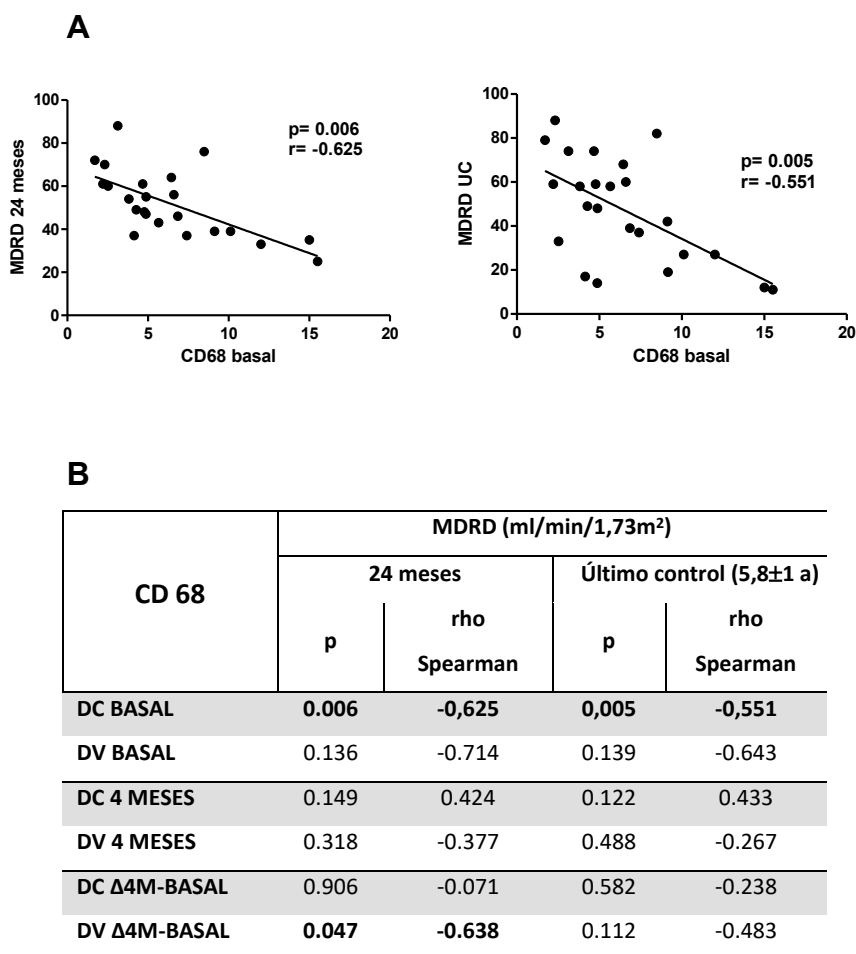 A
100
80
60
40
20
0
0 5 10 15 20
MDRD 24 meses
CD68 basal
p= 0.006
r= -0.625
100
80
60
40
20
0
0 5 10 15 20
MDRD UC
CD68 basal
p= 0.005
r= -0.551
B
CD 68
MDRD (ml/min/1,73m²)
24 meses Último control (5,8±1 a)
p rho Spearman p rho Spearman
DC BASAL 0.006 -0,625 0,005 -0,551
DV BASAL 0.136 -0.714 0.139 -0.643
DC 4 MESES 0.149 0.424 0.122 0.433
DV 4 MESES 0.318 -0.377 0.488 -0.267
DC Δ4M-BASAL 0.906 -0.071 0.582 -0.238
DV Δ4M-BASAL 0.047 -0.638 0.112 -0.483